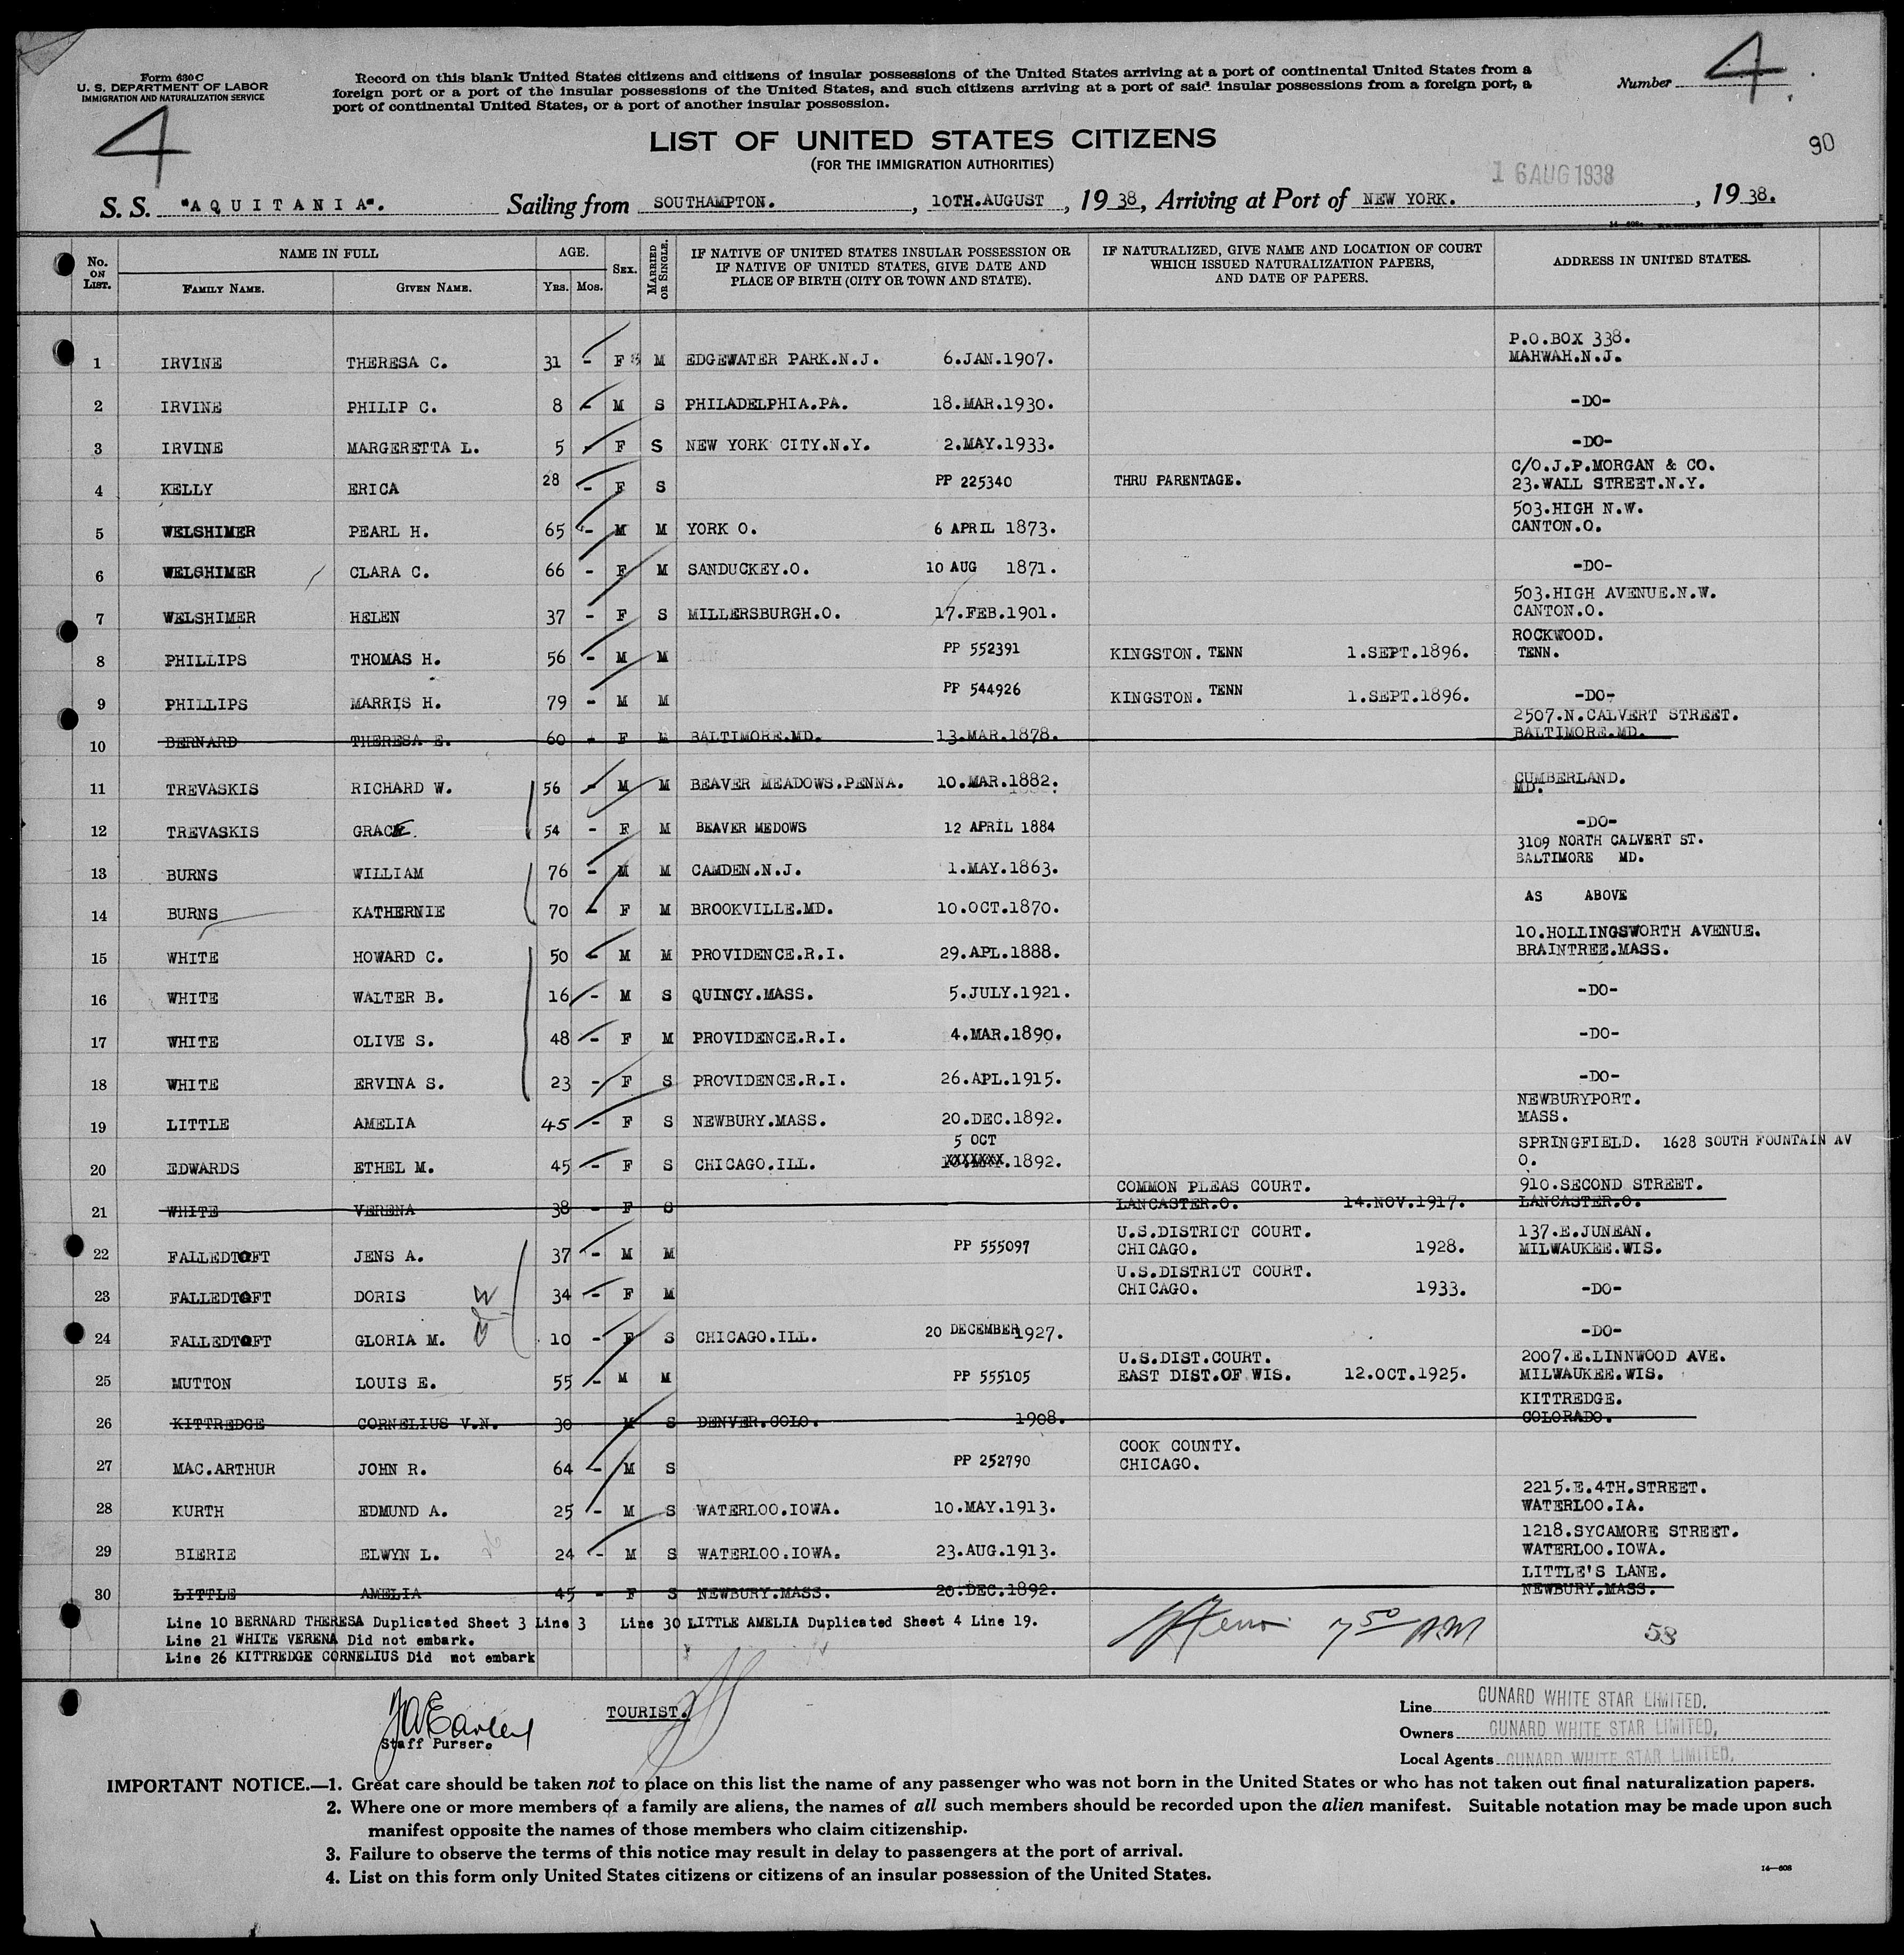 Form 630 C
U. S. DEPARTMENT OF LABOR
IMMIGRATION AND NATURALIZATION SERVICE
Record on this blank United States citizens and citizens of insular possessions of the United States arriving at a port of continental United States from a
foreign port or a port of the insular possessions of the United States, and such citizens arriving at a port of said insular possessions from a foreign port, a
port of continental United States, or a port of another insular possession.
Number 4
4
90
LIST OF UNITED STATES CITIZENS
(FOR THE IMMIGRATION AUTHORITIES)
16 AUG 1938
S. S. "AQUITANIA". Sailing from SOUTHAMPTON. , 10TH.AUGUST , 19 38, Arriving at Port of NEW YORK. , 19 38.
No. ON LIST. NAME IN FULL FAMILY NAME. GIVEN NAME. AGE. YRS. MOS. SEX. MARRIED OR SINGLE. IF NATIVE OF UNITED STATES INSULAR POSSESSION OR IF NATIVE OF UNITED STATES, GIVE DATE AND PLACE OF BIRTH (CITY OR TOWN AND STATE). IF NATURALIZED, GIVE NAME AND LOCATION OF COURT WHICH ISSUED NATURALIZATION PAPERS, AND DATE OF PAPERS. ADDRESS IN UNITED STATES.
1 IRVINE THERESA C. 31 - F M EDGEWATER PARK.N.J. 6.JAN.1907. P.O.BOX 338. MAHWAH.N.J.
2 IRVINE PHILIP C. 8 - M S PHILADELPHIA.PA. 18.MAR.1930. -DO-
3 IRVINE MARGERETTA L. 5 - F S NEW YORK CITY.N.Y. 2.MAY.1933. -DO-
4 KELLY ERICA 28 - F S PP 225340 THRU PARENTAGE. C/O.J.P.MORGAN & CO. 23.WALL STREET.N.Y.
5 WELSHIMER PEARL H. 65 - M M YORK O. 6 APRIL 1873. 503.HIGH N.W. CANTON.O.
6 WELSHIMER CLARA C. 66 - F M SANDUCKEY.O. 10 AUG 1871. -DO-
7 WELSHIMER HELEN 37 - F S MILLERSBURGH.O. 17.FEB.1901. 503.HIGH AVENUE.N.W. CANTON.O.
8 PHILLIPS THOMAS H. 56 - M M PP 552391 KINGSTON. TENN 1.SEPT.1896. ROCKWOOD. TENN.
9 PHILLIPS MARRIS H. 79 - M M PP 544926 KINGSTON. TENN 1.SEPT.1896. -DO-
10 BERNARD THERESA E. 60 - F M BALTIMORE.MD. 13.MAR.1878. 2507.N.CALVERT STREET. BALTIMORE.MD.
11 TREVASKIS RICHARD W. 56 - M M BEAVER MEADOWS.PENNA. 10.MAR.1882. CUMBERLAND. MD.
12 TREVASKIS GRACE. 54 - F M BEAVER MEDOWS 12 APRIL 1884 -DO-
13 BURNS WILLIAM 76 - M M CAMDEN.N.J. 1.MAY.1863. 3109 NORTH CALVERT ST. BALTIMORE MD.
14 BURNS KATHERNIE 70 - F M BROOKVILLE.MD. 10.OCT.1870. AS ABOVE
15 WHITE HOWARD C. 50 - M M PROVIDENCE.R.I. 29.APL.1888. 10.HOLLINGSWORTH AVENUE. BRAINTREE.MASS.
16 WHITE WALTER B. 16 - M S QUINCY.MASS. 5.JULY.1921. -DO-
17 WHITE OLIVE S. 48 - F M PROVIDENCE.R.I. 4.MAR.1890. -DO-
18 WHITE ERVINA S. 23 - F S PROVIDENCE.R.I. 26.APL.1915. -DO-
19 LITTLE AMELIA 45 - F S NEWBURY.MASS. 20.DEC.1892. NEWBURYPORT. MASS.
20 EDWARDS ETHEL M. 45 - F S CHICAGO.ILL. 5 OCT .1892. SPRINGFIELD. 1628 SOUTH FOUNTAIN AV O.
21 WHITE VERENA 38 - F S COMMON PLEAS COURT. LANCASTER.O. 14.NOV.1917. 910.SECOND STREET. LANCASTER.O.
22 FALLEDTOFT JENS A. 37 - M M PP 555097 U.S.DISTRICT COURT. CHICAGO. 1928. 137.E.JUNEAN. MILWAUKEE.WIS.
23 FALLEDTOFT DORIS W 34 - F M U.S.DISTRICT COURT. CHICAGO. 1933. -DO-
24 FALLEDTOFT GLORIA M. 10 - F S CHICAGO.ILL. 20 DECEMBER 1927. -DO-
25 MUTTON LOUIS E. 55 - M M PP 555105 U.S.DIST.COURT. EAST DIST.OF WIS. 12.OCT.1925. 2007.E.LINNWOOD AVE. MILWAUKEE.WIS.
26 KITTREDGE CORNELIUS V.N. 30 M S DENVER.COLO. 1908. KITTREDGE. COLORADO.
27 MAC.ARTHUR JOHN R. 64 - M S PP 252790 COOK COUNTY. CHICAGO.
28 KURTH EDMUND A. 25 - M S WATERLOO.IOWA. 10.MAY.1913. 2215.E.4TH.STREET. WATERLOO.IA.
29 BIERIE ELWYN L. 24 - M S WATERLOO.IOWA. 23.AUG.1913. 1218.SYCAMORE STREET. WATERLOO.IOWA.
30 LITTLE AMELIA 45 - F S NEWBURY.MASS. 20.DEC.1892. LITTLE'S LANE. NEWBURY.MASS.
Line 10 BERNARD THERESA Duplicated Sheet 3 Line 3 Line 30 LITTLE AMELIA Duplicated Sheet 4 Line 19.
Line 21 WHITE VERENA Did not embark.
Line 26 KITTREDGE CORNELIUS Did not embark
7 50 AM
58
Staff Purser.
TOURIST.
Line CUNARD WHITE STAR LIMITED.
Owners CUNARD WHITE STAR LIMITED.
Local Agents CUNARD WHITE STAR LIMITED.
IMPORTANT NOTICE.—1. Great care should be taken not to place on this list the name of any passenger who was not born in the United States or who has not taken out final naturalization papers.
2. Where one or more members of a family are aliens, the names of all such members should be recorded upon the alien manifest. Suitable notation may be made upon such
manifest opposite the names of those members who claim citizenship.
3. Failure to observe the terms of this notice may result in delay to passengers at the port of arrival.
4. List on this form only United States citizens or citizens of an insular possession of the United States.
14—608